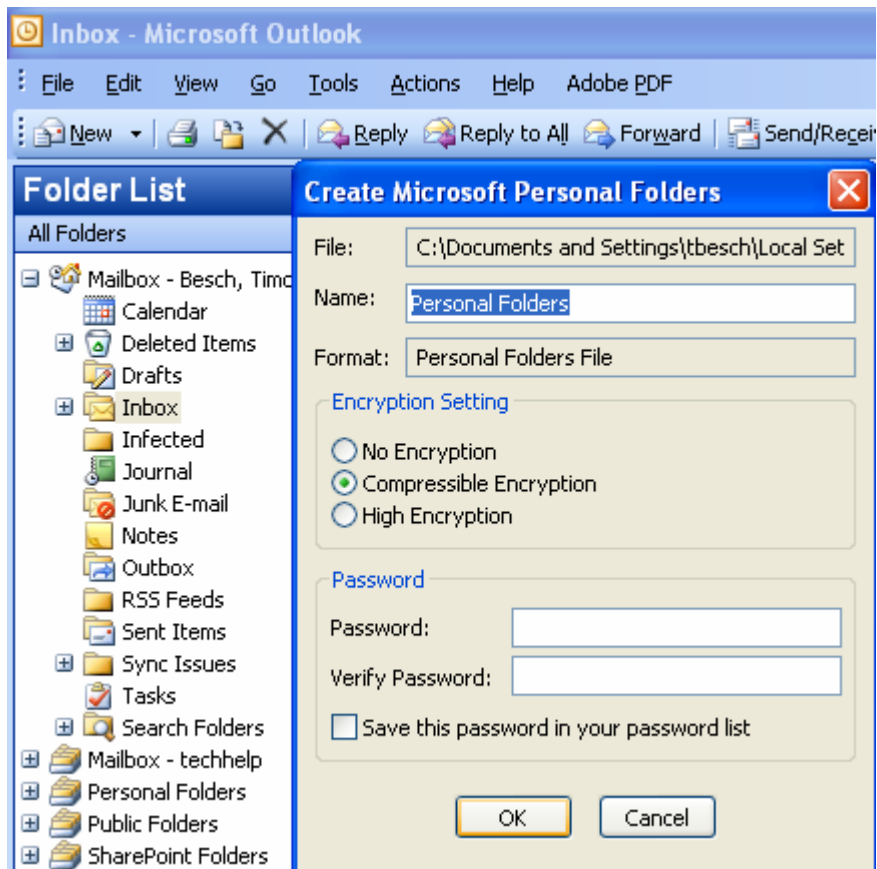 Inbox - Microsoft Outlook
File Edit View Go Tools Actions Help Adobe PDF
New Reply Reply to All Forward Send/Recei
Folder List
All Folders
Mailbox - Besch, Timo
Calendar
Deleted Items
Drafts
Inbox
Infected
Journal
Junk E-mail
Notes
Outbox
RSS Feeds
Sent Items
Sync Issues
Tasks
Search Folders
Mailbox - techhelp
Personal Folders
Public Folders
SharePoint Folders
Create Microsoft Personal Folders
File: C:\Documents and Settings\tbesch\Local Set
Name: Personal Folders
Format: Personal Folders File
Encryption Setting
No Encryption
Compressible Encryption
High Encryption
Password
Password:
Verify Password:
Save this password in your password list
OK Cancel